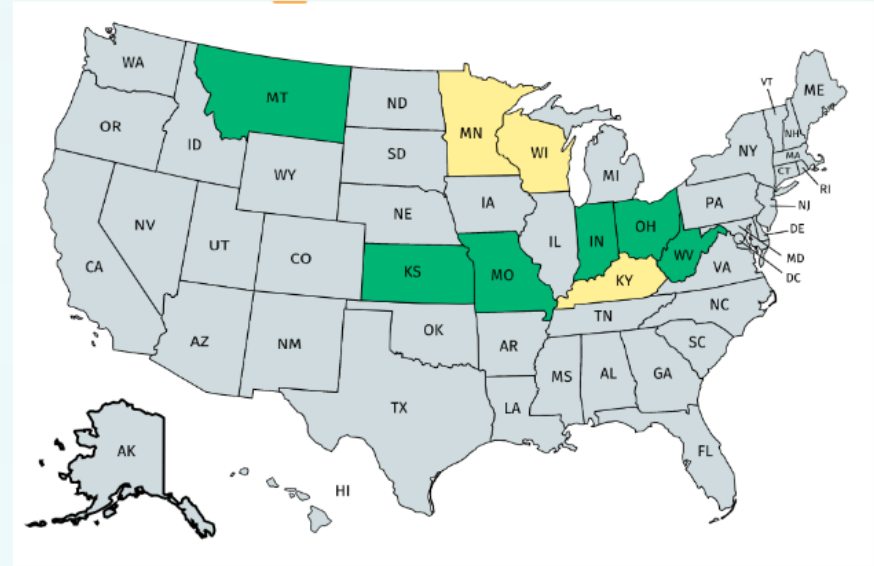 WA
MT
ND
MN
VT
ME
OR
ID
SD
WI
MI
NY
NH
MA
CT
RI
WY
IA
PA
NJ
NE
NV
UT
CO
IL
IN
OH
DE
MD
DC
WV
VA
CA
KS
MO
KY
NC
TN
AZ
NM
OK
AR
SC
MS
AL
GA
TX
LA
FL
AK
HI